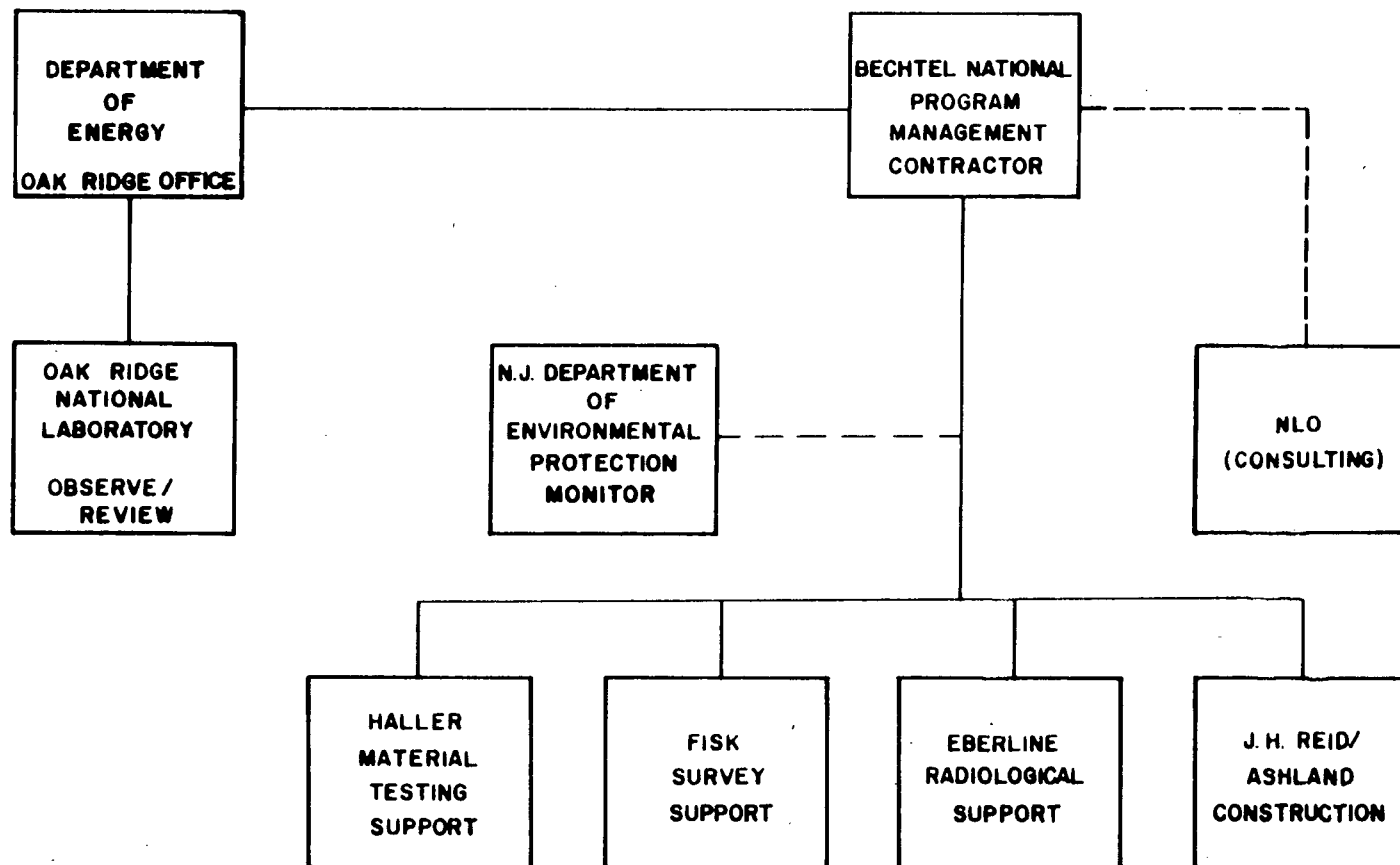 DEPARTMENT
OF
ENERGY
OAK RIDGE OFFICE
BECHTEL NATIONAL
PROGRAM
MANAGEMENT
CONTRACTOR
OAK RIDGE
NATIONAL
LABORATORY
OBSERVE/
REVIEW
N.J. DEPARTMENT
OF
ENVIRONMENTAL
PROTECTION
MONITOR
NLO
(CONSULTING)
HALLER
MATERIAL
TESTING
SUPPORT
FISK
SURVEY
SUPPORT
EBERLINE
RADIOLOGICAL
SUPPORT
J.H. REID/
ASHLAND
CONSTRUCTION